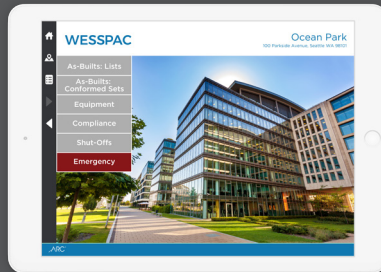 WESSPAC
Ocean Park
100 Parkside Avenue, Seattle WA 98101
As-Builts: Lists
As-Builts:
Conformed Sets
Equipment
Compliance
Shut-Offs
Emergency
ARC